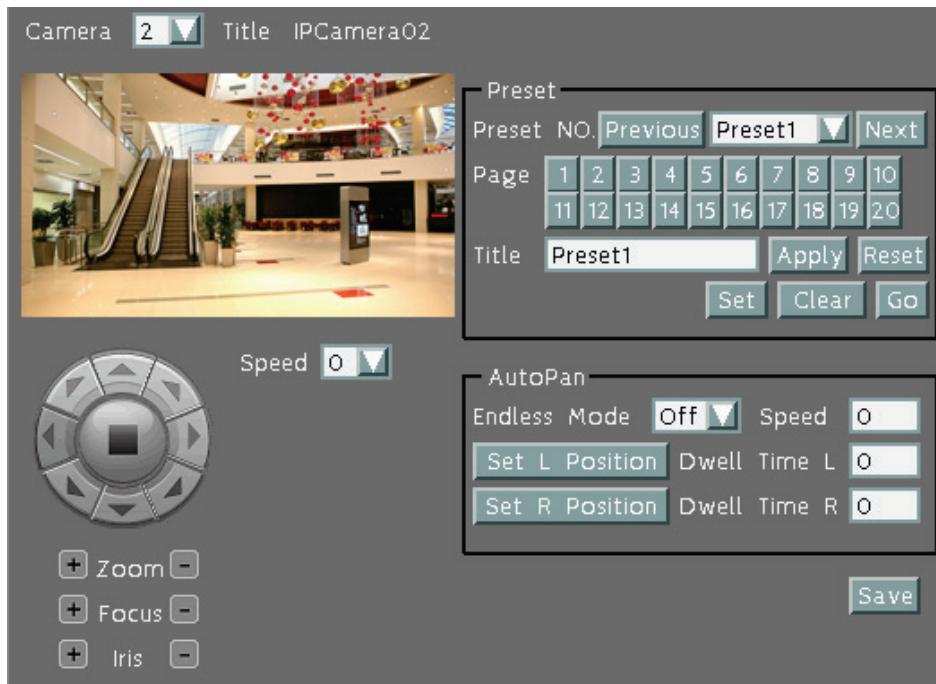 Camera 2 Title IPCamera02
Preset
Preset NO. Previous Preset1 Next
Page 1 2 3 4 5 6 7 8 9 10
11 12 13 14 15 16 17 18 19 20
Title Preset1 Apply Reset
Set Clear Go
Speed 0
AutoPan
Endless Mode Off Speed 0
Set L Position Dwell Time L 0
Set R Position Dwell Time R 0
+ Zoom -
+ Focus -
+ Iris -
Save